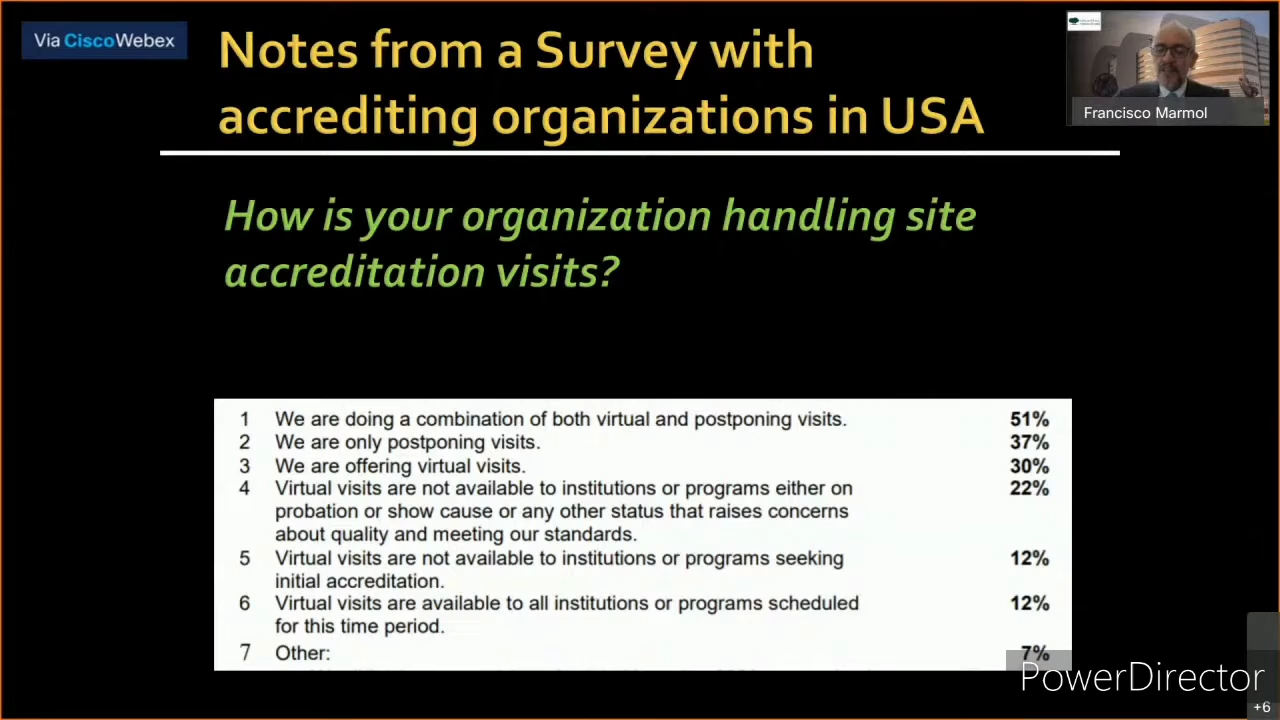 Via CiscoWebex
Notes from a Survey with
accrediting organizations in USA
Francisco Marmol
How is your organization handling site
accreditation visits?
1 We are doing a combination of both virtual and postponing visits. 51%
2 We are only postponing visits. 37%
3 We are offering virtual visits. 30%
4 Virtual visits are not available to institutions or programs either on 22%
probation or show cause or any other status that raises concerns
about quality and meeting our standards.
5 Virtual visits are not available to institutions or programs seeking 12%
initial accreditation.
6 Virtual visits are available to all institutions or programs scheduled 12%
for this time period.
7 Other: 7%
PowerDirector
+6